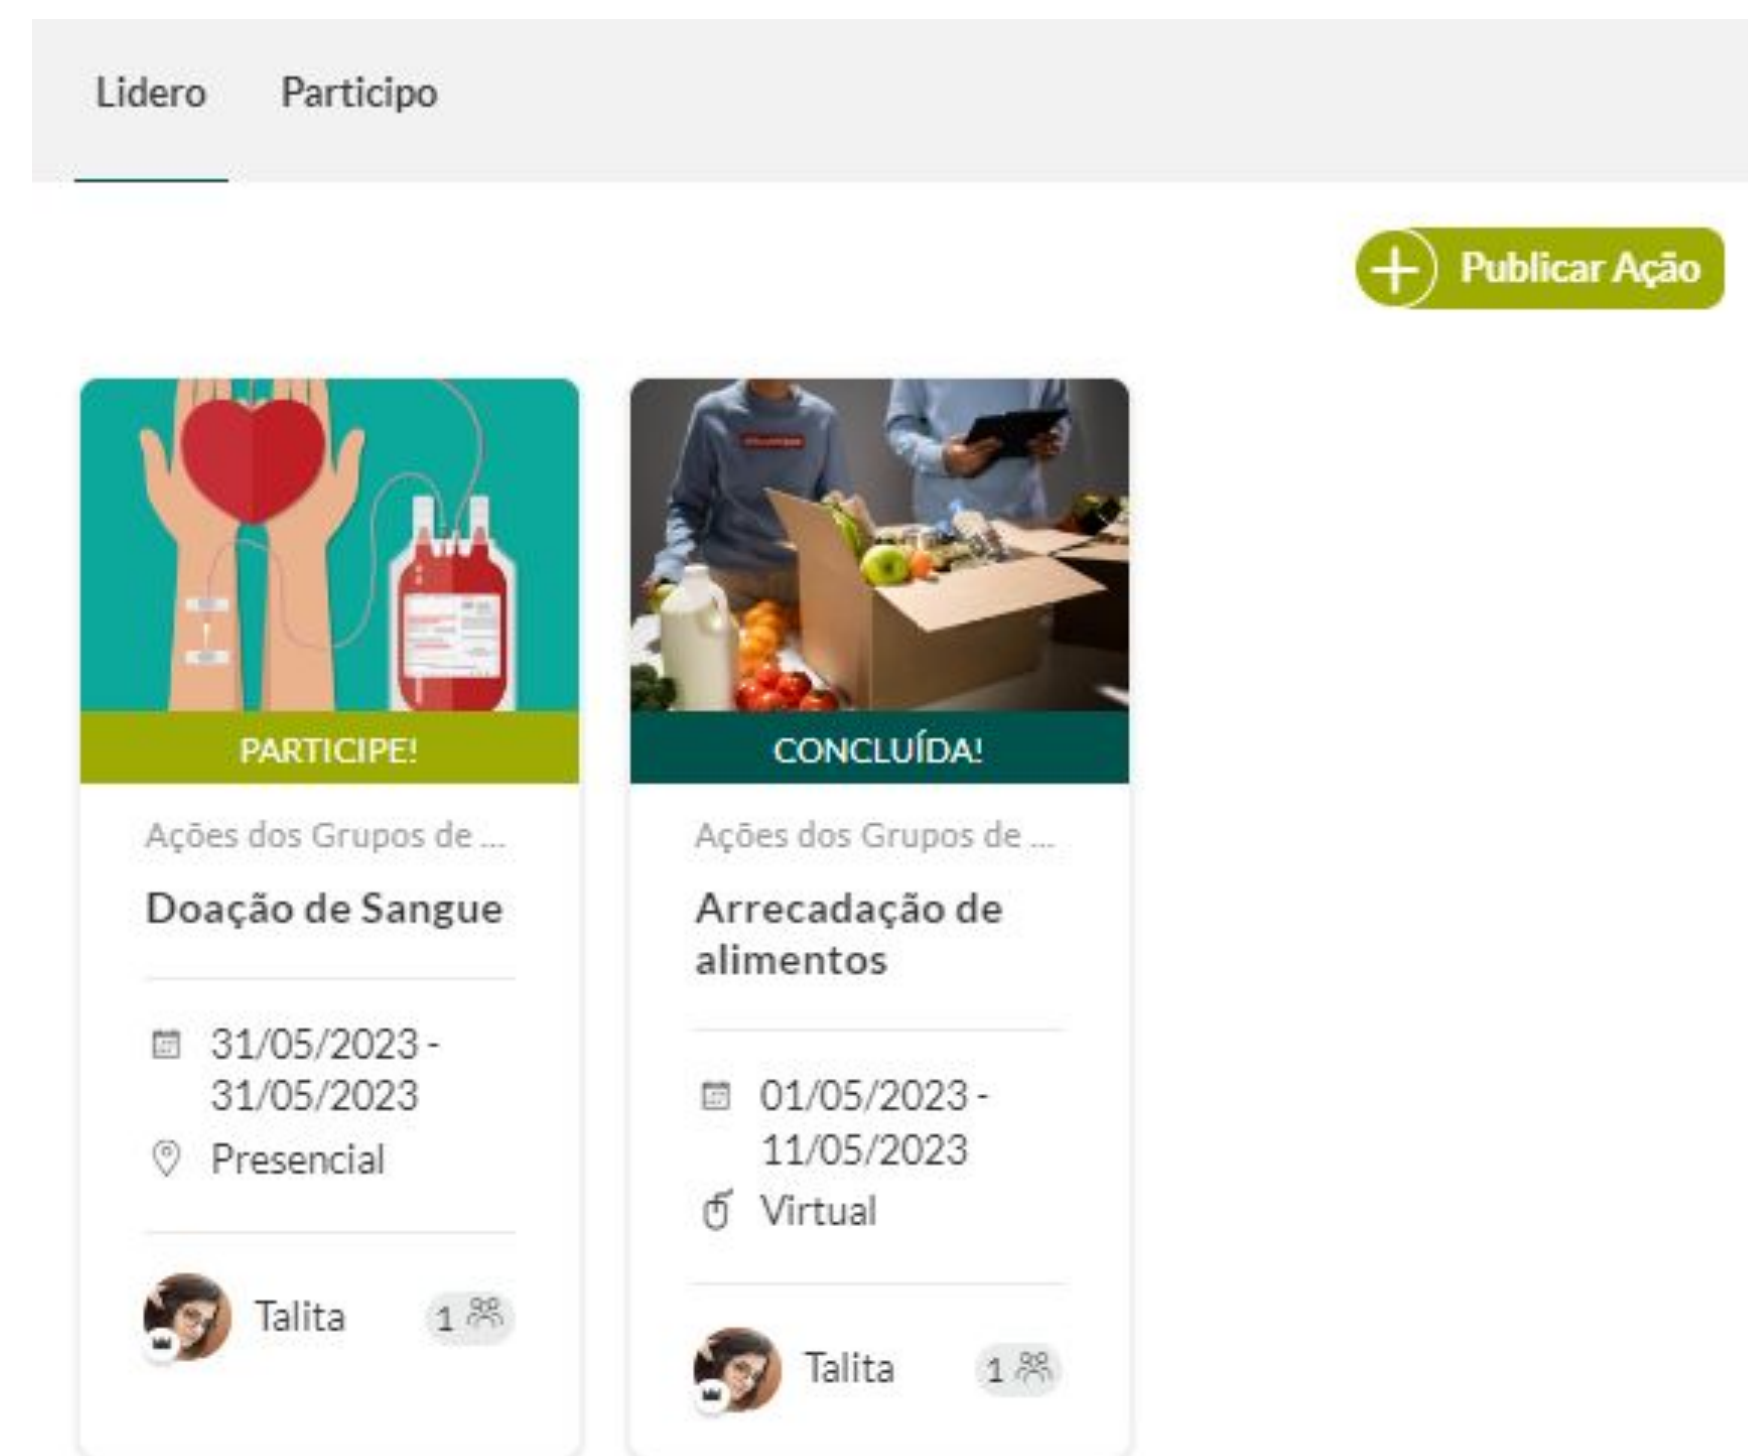 Lidero
Participo
Publicar Ação
PARTICIPE!
Ações dos Grupos de ...
Doação de Sangue
31/05/2023 -
31/05/2023
Presencial
Talita
1
CONCLUÍDA!
Ações dos Grupos de ...
Arrecadação de
alimentos
01/05/2023 -
11/05/2023
Virtual
Talita
1